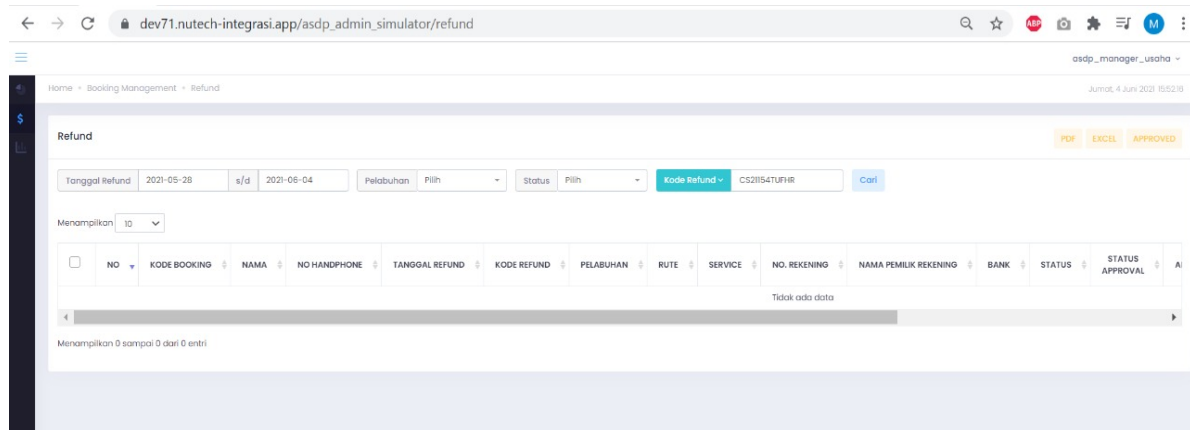 dev71.nutech-integrasi.app/asdp_admin_simulator/refund
ABP
M
asdp_manager_usaha
Home • Booking Management • Refund
Jumat, 4 Juni 2021 15:52:16
Refund
PDF EXCEL APPROVED
Tanggal Refund 2021-05-28 s/d 2021-06-04 Pelabuhan Pilih Status Pilih Kode Refund CS21154TUFHR Cari
Menampilkan 10
NO KODE BOOKING NAMA NO HANDPHONE TANGGAL REFUND KODE REFUND PELABUHAN RUTE SERVICE NO. REKENING NAMA PEMILIK REKENING BANK STATUS STATUS APPROVAL
Tidak ada data
Menampilkan 0 sampai 0 dari 0 entri